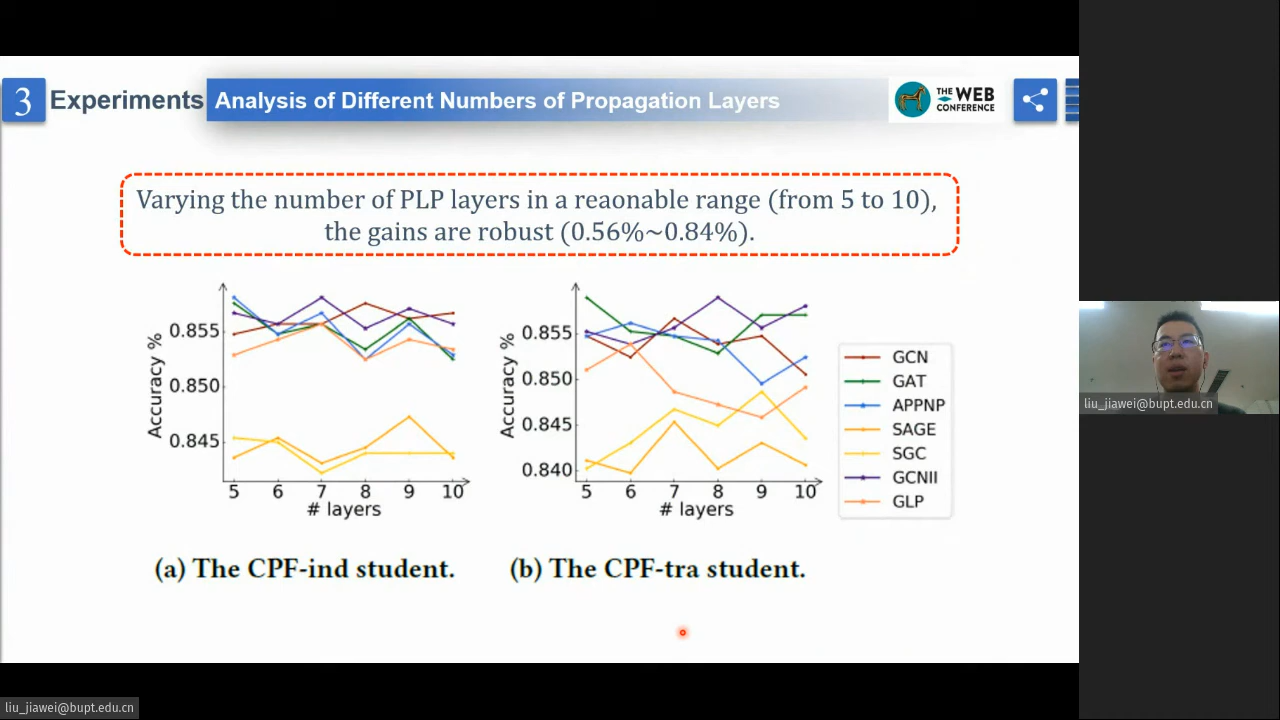 3 Experiments Analysis of Different Numbers of Propagation Layers
THE WEB
CONFERENCE
Varying the number of PLP layers in a reaonable range (from 5 to 10),
the gains are robust (0.56%~0.84%).
Accuracy %
0.855
0.850
0.845
5 6 7 8 9 10
# layers
(a) The CPF-ind student.
Accuracy %
0.855
0.850
0.845
0.840
5 6 7 8 9 10
# layers
(b) The CPF-tra student.
GCN
GAT
APPNP
SAGE
SGC
GCNII
GLP
liu_jiawei@bupt.edu.cn
liu_jiawei@bupt.edu.cn